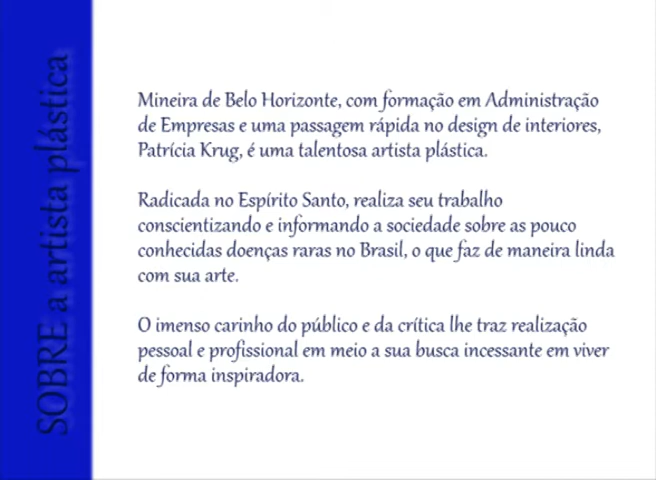 SOBRE a artista plástica
Mineira de Belo Horizonte, com formação em Administração
de Empresas e uma passagem rápida no design de interiores,
Patrícia Krug, é uma talentosa artista plástica.
Radicada no Espírito Santo, realiza seu trabalho
conscientizando e informando a sociedade sobre as pouco
conhecidas doenças raras no Brasil, o que faz de maneira linda
com sua arte.
O imenso carinho do público e da crítica lhe traz realização
pessoal e profissional em meio a sua busca incessante em viver
de forma inspiradora.